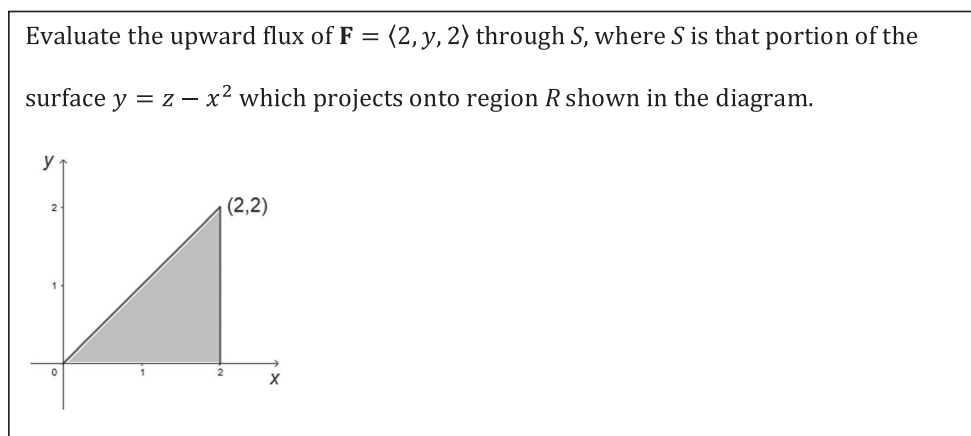 Evaluate the upward flux of F = ⟨2, y, 2⟩ through S, where S is that portion of the
surface y = z − x² which projects onto region R shown in the diagram.
y
2
(2,2)
1
0 1 2
x